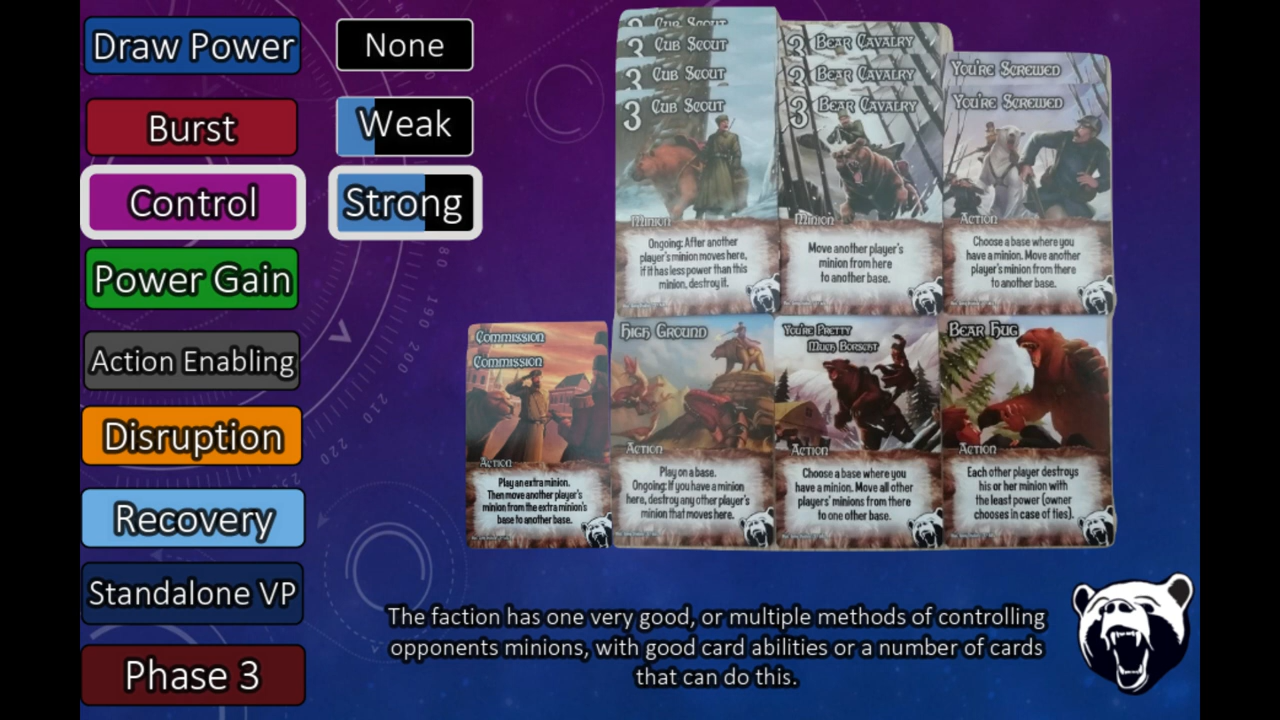 Draw Power
None
Burst
Weak
Control
Strong
Power Gain
Action Enabling
Disruption
Recovery
Standalone VP
Phase 3
3 Cub Scout
3 Cub Scout
3 Cub Scout
3 Cub Scout
Minion
Ongoing: After another
player's minion moves here,
if it has less power than this
minion, destroy it.
3 Bear Cavalry
3 Bear Cavalry
3 Bear Cavalry
Minion
Move another player's
minion from here
to another base.
You're Screwed
You're Screwed
Action
Choose a base where you
have a minion. Move another
player's minion from there
to another base.
Commission
Commission
Action
Play an extra minion.
Then move another player's
minion from the extra minion's
base to another base.
High Ground
Action
Play on a base.
Ongoing: If you have a minion
here, destroy any other player's
minion that moves here.
You're Pretty
Much Borscht
Action
Choose a base where you
have a minion. Move all other
players' minions from there
to one other base.
Bear Hug
Action
Each other player destroys
his or her minion with
the least power (owner
chooses in case of ties).
The faction has one very good, or multiple methods of controlling
opponents minions, with good card abilities or a number of cards
that can do this.
80
190
200
210
220